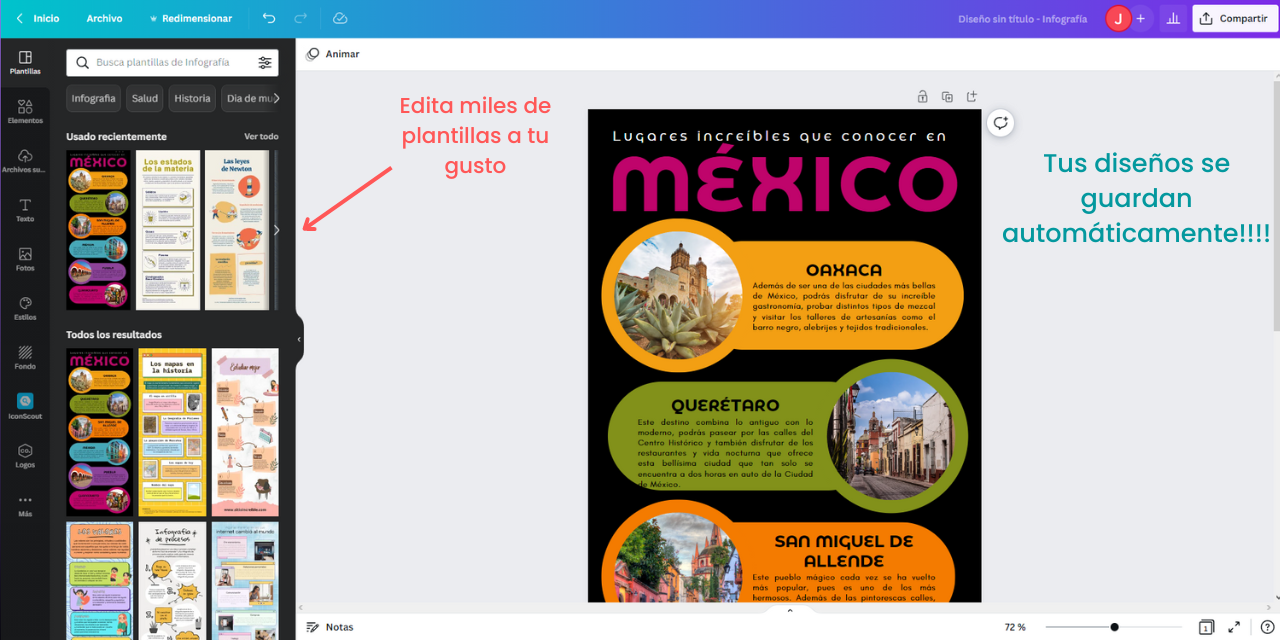 Inicio
Archivo
Redimensionar
Diseño sin título - Infografía
J
Compartir
Plantillas
Elementos
Archivos su...
Texto
Fotos
Estilos
Fondo
IconScout
Logos
Más
Busca plantillas de Infografía
Infografia
Salud
Historia
Dia de mu
Usado recientemente
Ver todo
MÉXICO
Los estados
de la materia
Las leyes
de Newton
Todos los resultados
MÉXICO
Los mapas en
la historia
Infografía
de procesos
internet cambió al mundo
Animar
Edita miles de
plantillas a tu
gusto
Lugares increíbles que conocer en
MÉXICO
OAXACA
Además de ser una de las ciudades más bellas
de México, podrás disfrutar de su increíble
gastronomía, probar distintos tipos de mezcal
y visitar los talleres de artesanías como el
barro negro, alebrijes y tejidos tradicionales.
QUERÉTARO
Este destino combina lo antiguo con lo
moderno, podrás pasear por las calles del
Centro Histórico y también disfrutar de los
restaurantes y vida nocturna que ofrece
esta bellísima ciudad que tan solo se
encuentra a dos horas en auto de la Ciudad
de México.
SAN MIGUEL DE
ALLENDE
Este pueblo mágico cada vez se ha vuelto
más popular, pues es uno de los más
hermosos. Además de las pintorescas calles,
Tus diseños se
guardan
automáticamente!!!!
Notas
72 %
1